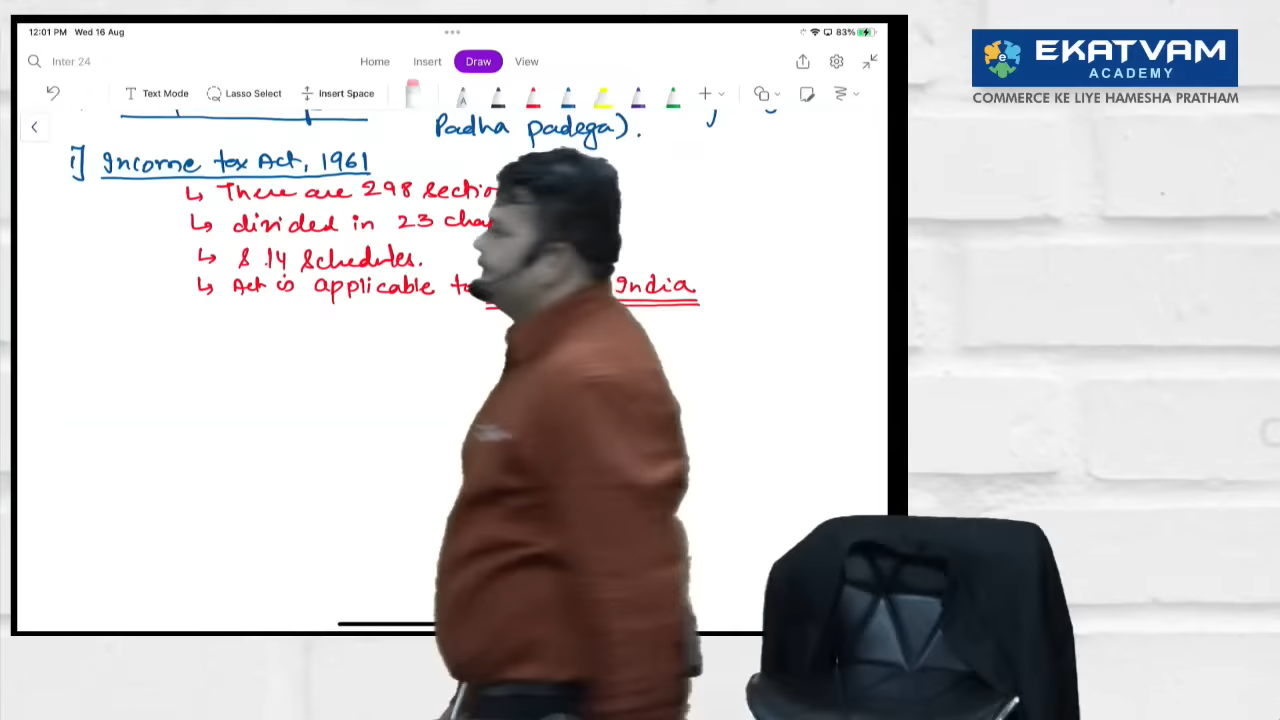 12:01 PM Wed 16 Aug
83%
Inter 24
Home Insert Draw View
Text Mode Lasso Select Insert Space
Padha padega).
i] Income tax Act, 1961
↳ There are 298 sectio
↳ divided in 23 cha
↳ & 14 Schedules.
↳ Act is applicable to India
EKATVAM
ACADEMY
COMMERCE KE LIYE HAMESHA PRATHAM